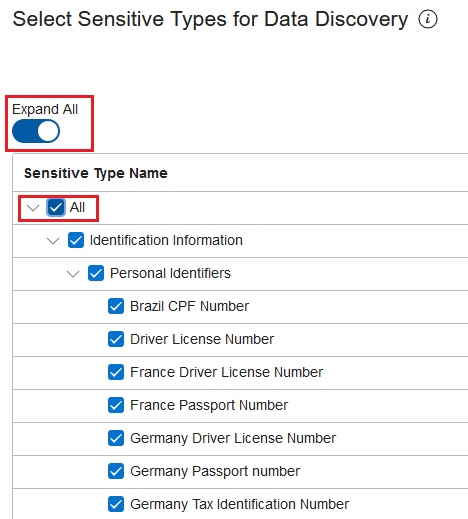 Select Sensitive Types for Data Discovery
Expand All
Sensitive Type Name
All
Identification Information
Personal Identifiers
Brazil CPF Number
Driver License Number
France Driver License Number
France Passport Number
Germany Driver License Number
Germany Passport number
Germany Tax Identification Number